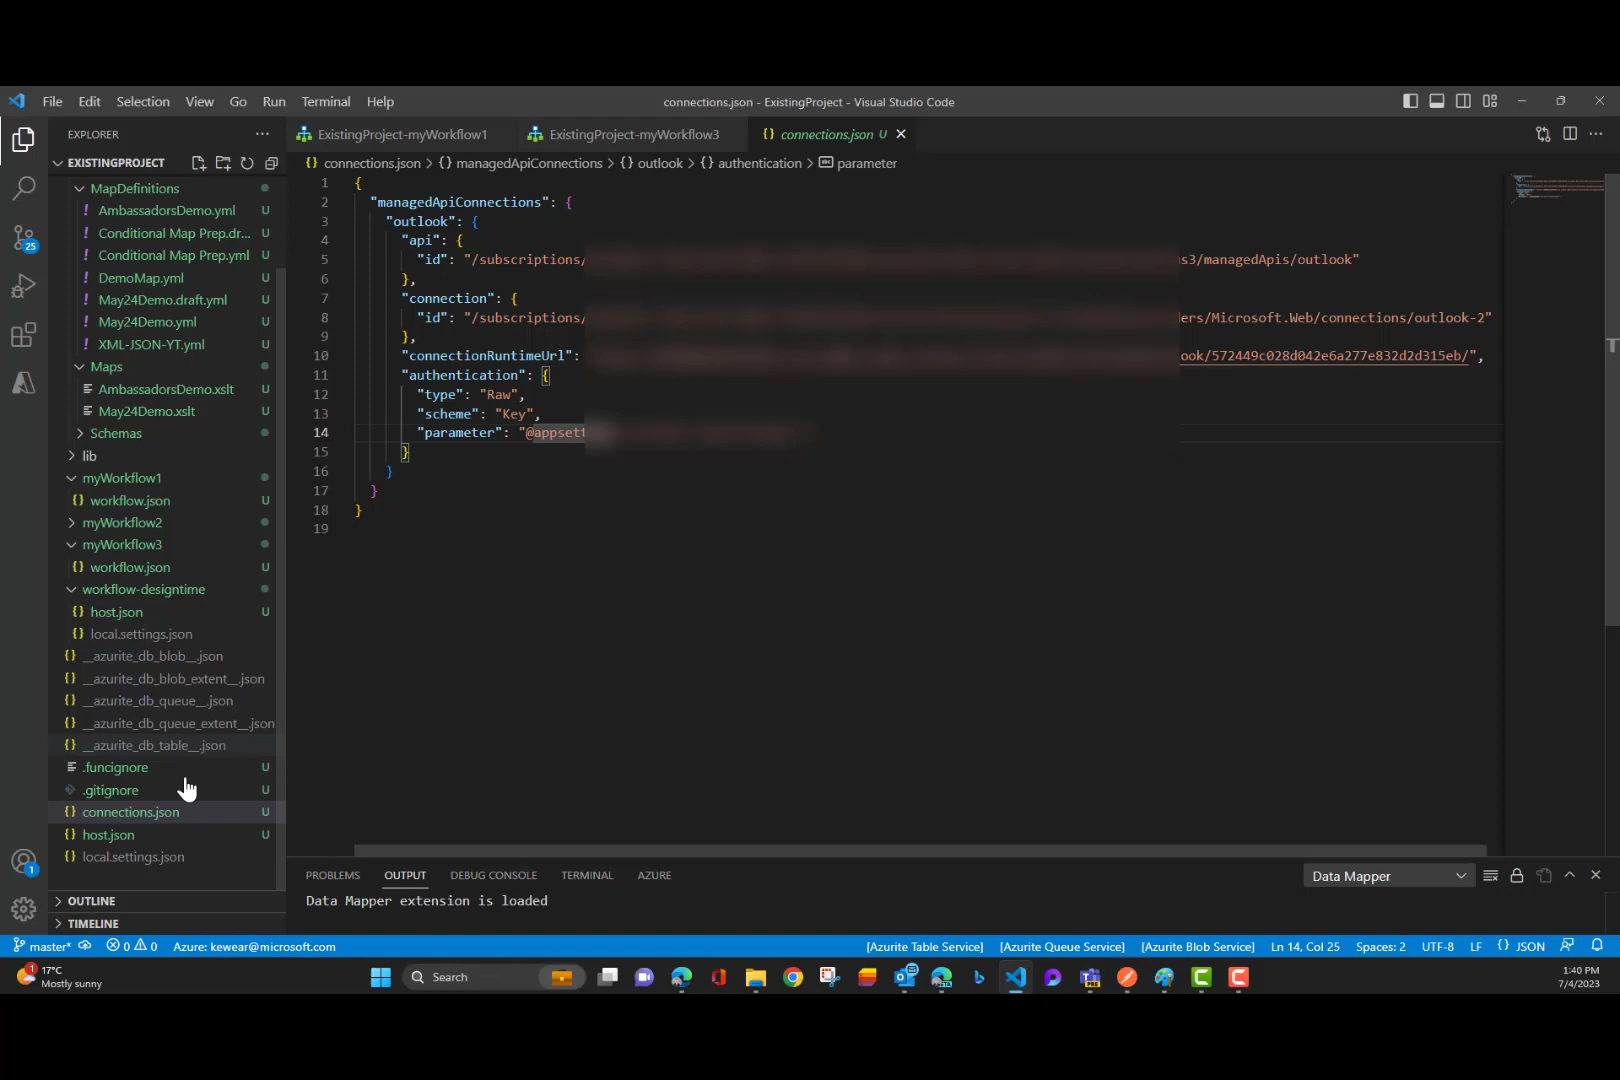 File Edit Selection View Go Run Terminal Help
connections.json - ExistingProject - Visual Studio Code
EXPLORER
EXISTINGPROJECT
MapDefinitions
AmbassadorsDemo.yml U
Conditional Map Prep.dr... U
Conditional Map Prep.yml U
DemoMap.yml U
May24Demo.draft.yml U
May24Demo.yml U
XML-JSON-YT.yml U
Maps
AmbassadorsDemo.xslt U
May24Demo.xslt U
Schemas
lib
myWorkflow1
workflow.json U
myWorkflow2
myWorkflow3
workflow.json U
workflow-designtime
host.json U
local.settings.json
__azurite_db_blob__.json
__azurite_db_blob_extent__.json
__azurite_db_queue__.json
__azurite_db_queue_extent__.json
__azurite_db_table__.json
.funcignore U
.gitignore U
connections.json U
host.json U
local.settings.json
OUTLINE
TIMELINE
25
1
ExistingProject-myWorkflow1 ExistingProject-myWorkflow3 {} connections.json U
{} connections.json > {} managedApiConnections > {} outlook > {} authentication > parameter
1 {
2 "managedApiConnections": {
3 "outlook": {
4 "api": {
5 "id": "/subscriptions/ s3/managedApis/outlook"
6 },
7 "connection": {
8 "id": "/subscriptions/ ers/Microsoft.Web/connections/outlook-2"
9 },
10 "connectionRuntimeUrl": ook/572449c028d042e6a277e832d2d315eb/",
11 "authentication": {
12 "type": "Raw",
13 "scheme": "Key",
14 "parameter": "@appsett
15 }
16 }
17 }
18 }
19
PROBLEMS OUTPUT DEBUG CONSOLE TERMINAL AZURE
Data Mapper
Data Mapper extension is loaded
master* 0 0 Azure: kewear@microsoft.com
[Azurite Table Service] [Azurite Queue Service] [Azurite Blob Service] Ln 14, Col 25 Spaces: 2 UTF-8 LF {} JSON
1
17°C
Mostly sunny
Search
PRE
1:40 PM
7/4/2023